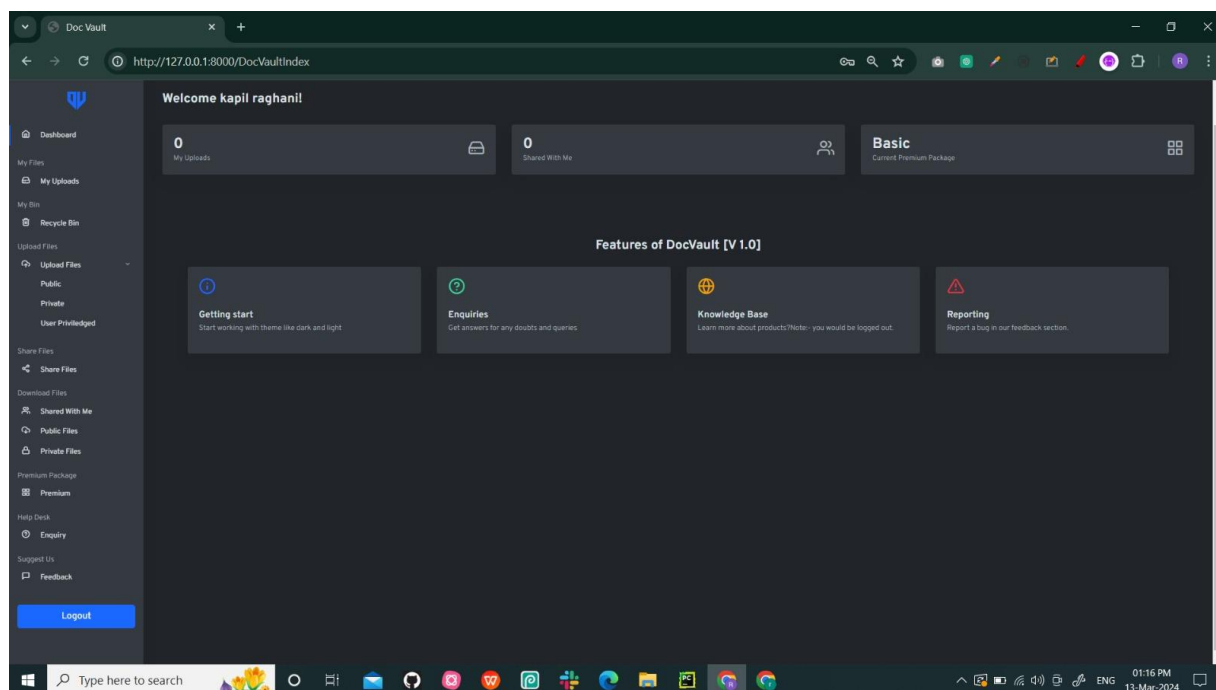 Doc Vault
http://127.0.0.1:8000/DocVaultIndex
R
Welcome kapil raghani!
Dashboard
My Files
My Uploads
My Bin
Recycle Bin
Upload Files
Upload Files
Public
Private
User Priviledged
Share Files
Share Files
Download Files
Shared With Me
Public Files
Private Files
Premium Package
Premium
Help Desk
Enquiry
Suggest Us
Feedback
Logout
0
My Uploads
0
Shared With Me
Basic
Current Premium Package
Features of DocVault [V 1.0]
Getting start
Start working with theme like dark and light
Enquiries
Get answers for any doubts and queries
Knowledge Base
Learn more about products?Note:- you would be logged out.
Reporting
Report a bug in our feedback section.
Type here to search
PC
ENG
01:16 PM
13-Mar-2024